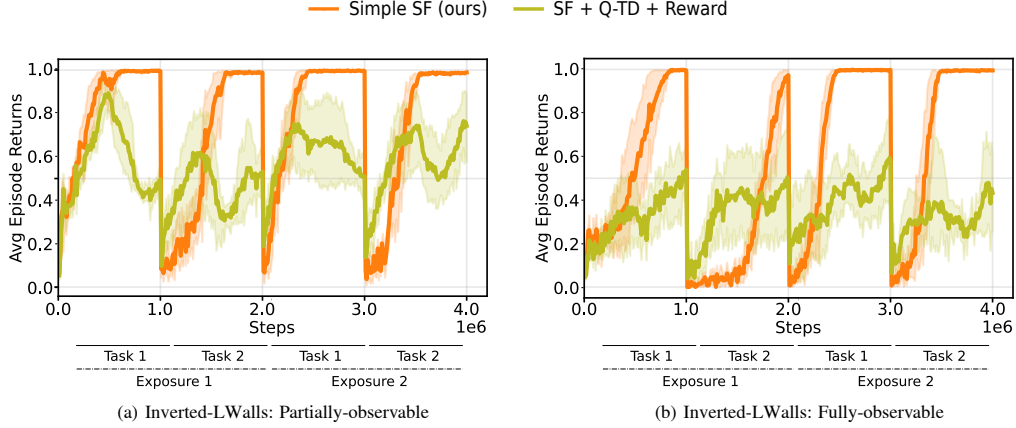 Simple SF (ours) SF + Q-TD + Reward
Avg Episode Returns
1.0
0.8
0.6
0.4
0.2
0.0
0.0 1.0 2.0 3.0 4.0
Steps 1e6
Task 1 Task 2 Task 1 Task 2
Exposure 1 Exposure 2
(a) Inverted-LWalls: Partially-observable
Avg Episode Returns
1.0
0.8
0.6
0.4
0.2
0.0
0.0 1.0 2.0 3.0 4.0
Steps 1e6
Task 1 Task 2 Task 1 Task 2
Exposure 1 Exposure 2
(b) Inverted-LWalls: Fully-observable